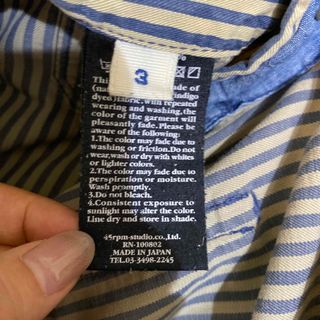 3
This
made of
(natural indigo
dyed)fabric, with repeated
wearing and washing, the
color of the garment will
pleasantly fade. Please be
aware of the following:
1.The color may fade due to
washing or friction.Do not
wear,wash or dry with whites
or lighter colors.
2.The color may fade due to
perspiration or moisture.
Wash promptly.
3.Do not bleach.
4.Consistent exposure to
sunlight may alter the color.
Line dry and store in shade.
45rpm-studio.co.,Ltd.
RN-100802
MADE IN JAPAN
TEL.03-3498-2245